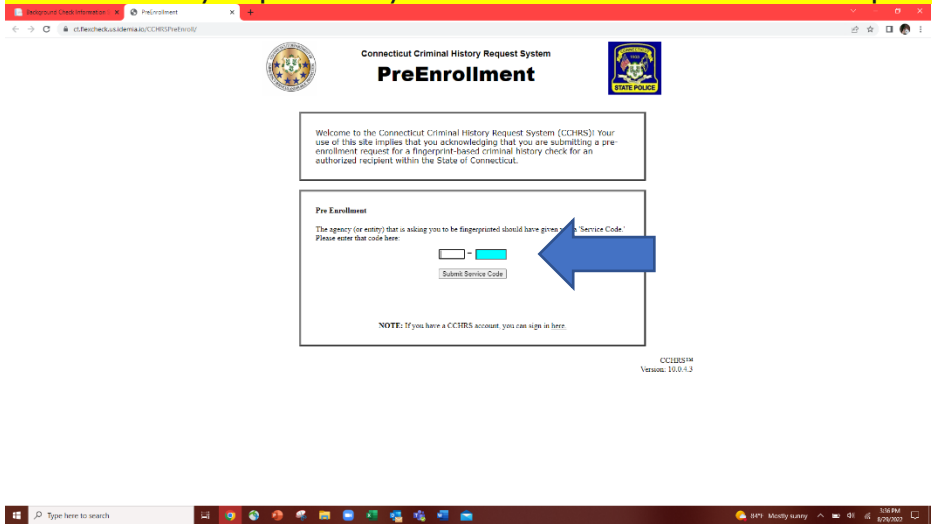 Background Check Information
PreEnrollment
ct.flexcheck.us.idemia.io/CCHRSPreEnroll/
Connecticut Criminal History Request System
PreEnrollment
STATE POLICE
Welcome to the Connecticut Criminal History Request System (CCHRS)! Your
use of this site implies that you acknowledging that you are submitting a pre-
enrollment request for a fingerprint-based criminal history check for an
authorized recipient within the State of Connecticut.
Pre Enrollment
The agency (or entity) that is asking you to be fingerprinted should have given a 'Service Code.'
Please enter that code here:
-
Submit Service Code
NOTE: If you have a CCHRS account, you can sign in here.
CCHRS™
Version: 10.0.4.3
Type here to search
84°F Mostly sunny
3:36 PM
8/29/2022